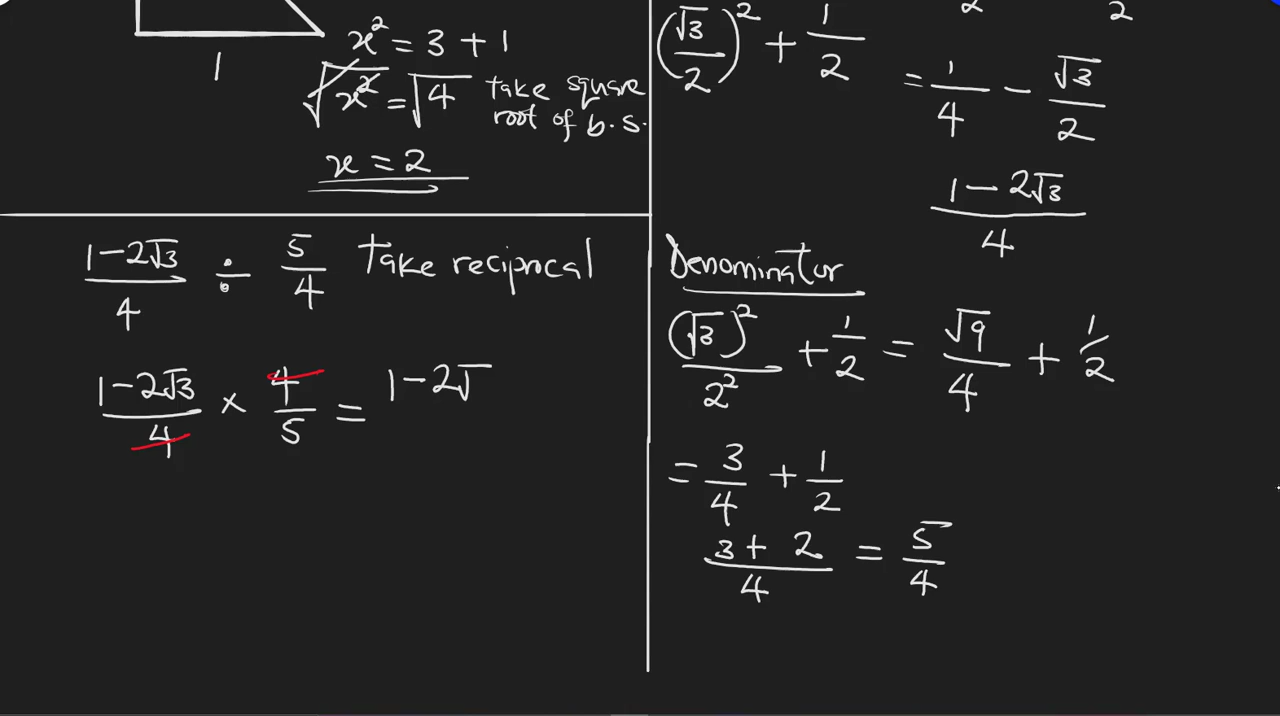 1
x² = 3 + 1
√x² = √4 take square
root of b.s.
x = 2
(1 - 2√3)/4 ÷ 5/4 Take reciprocal
(1 - 2√3)/4 × 4/5 = 1 - 2√
2 2
(√3/2)² + 1/2
= 1/4 - √3/2
(1 - 2√3)/4
Denominator
(√3)²/2² + 1/2 = √9/4 + 1/2
= 3/4 + 1/2
(3 + 2)/4 = 5/4